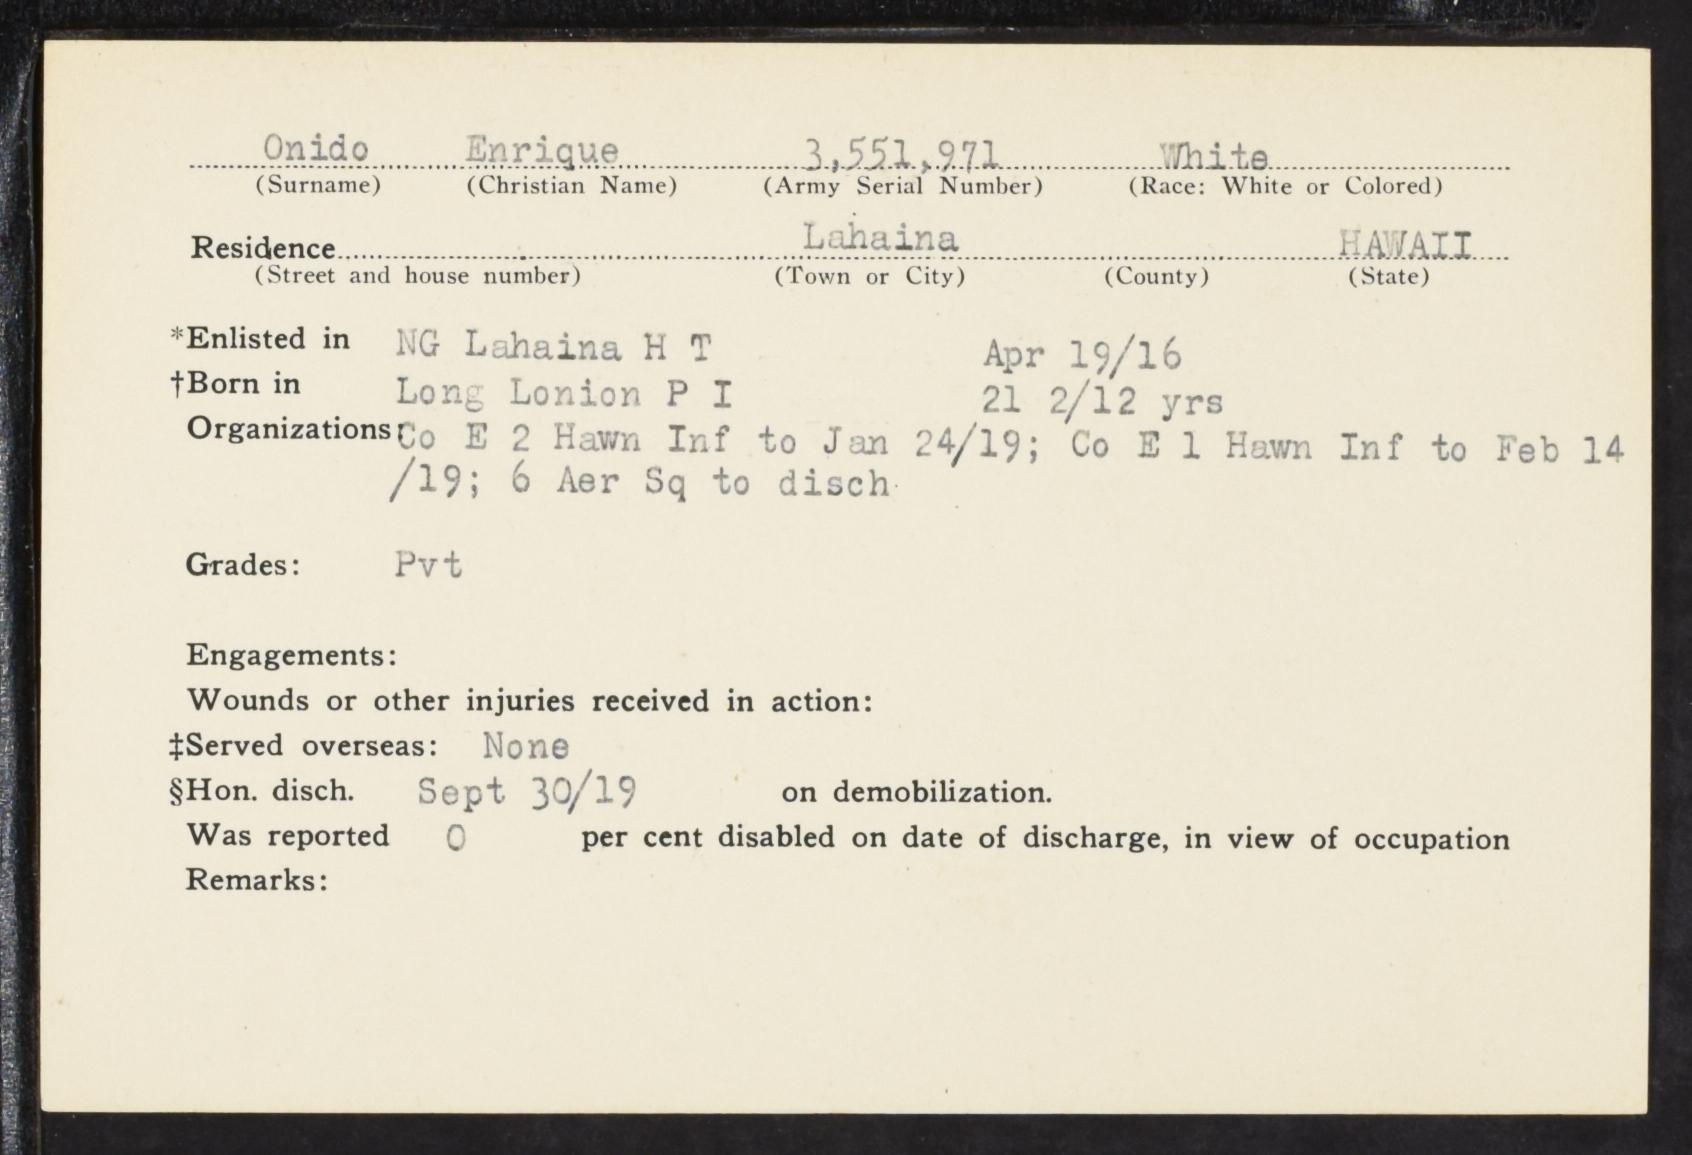 Onido Enrique 3,551,971 White
(Surname) (Christian Name) (Army Serial Number) (Race: White or Colored)
Residence Lahaina HAWAII
(Street and house number) (Town or City) (County) (State)
*Enlisted in NG Lahaina H T Apr 19/16
†Born in Long Lonion P I 21 2/12 yrs
Organizations: Co E 2 Hawn Inf to Jan 24/19; Co E 1 Hawn Inf to Feb 14
/19; 6 Aer Sq to disch
Grades: Pvt
Engagements:
Wounds or other injuries received in action:
‡Served overseas: None
§Hon. disch. Sept 30/19 on demobilization.
Was reported 0 per cent disabled on date of discharge, in view of occupation
Remarks: